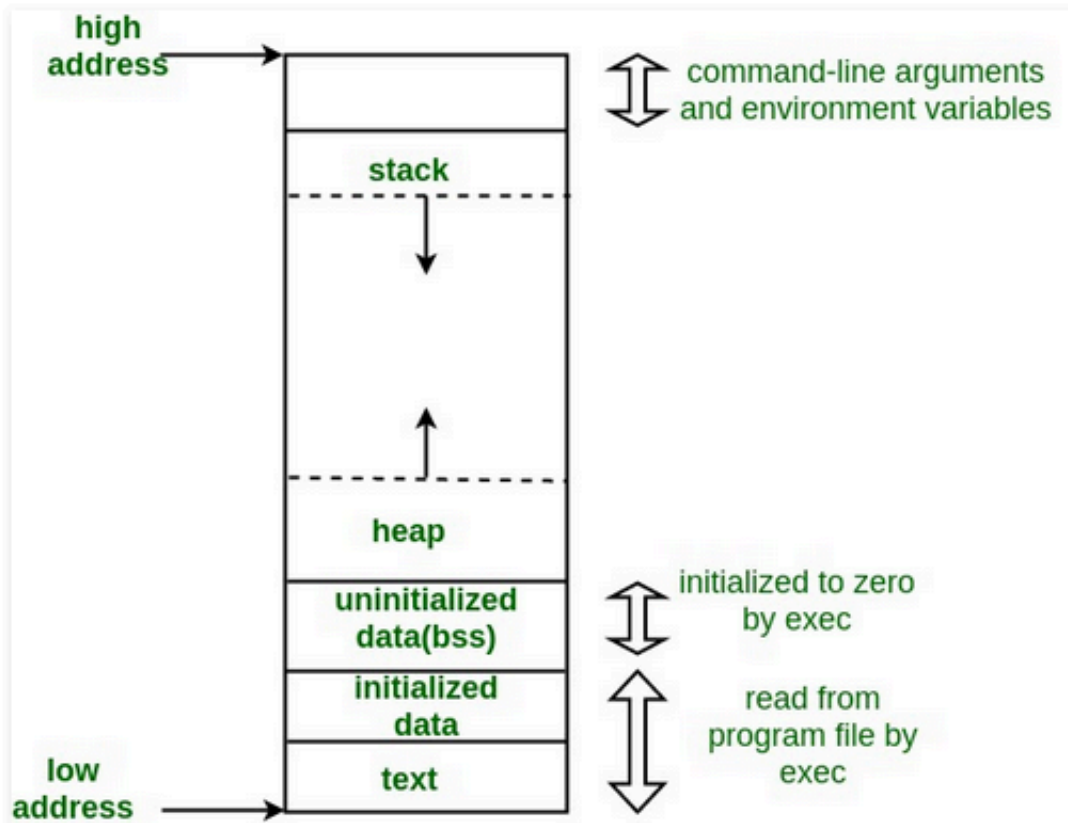 high
address
command-line arguments
and environment variables
stack
heap
uninitialized
data(bss)
initialized to zero
by exec
initialized
data
read from
program file by
exec
text
low
address